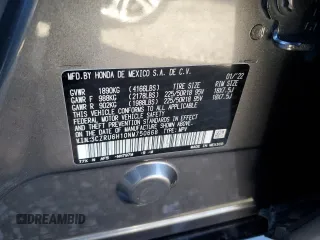 MFD.BY HONDA DE MEXICO S.A. DE C.V. 01/22
GVWR 1890KG (4166LBS) TIRE SIZE RIM SIZE
GAWR F 988KG (2178LBS) 225/50R18 95V 18X7.5J
GAWR R 902KG (1988LBS) 225/50R18 95V 18X7.5J
THIS VEHICLE CONFORMS TO ALL APPLICABLE
FEDERAL MOTOR VEHICLE SAFETY AND
THEFT PREVENTION STANDARDS IN EFFECT ON
THE DATE OF MANUFACTURE SHOWN ABOVE.
V.I.N: TYPE: MPV
MADE IN MEXICO